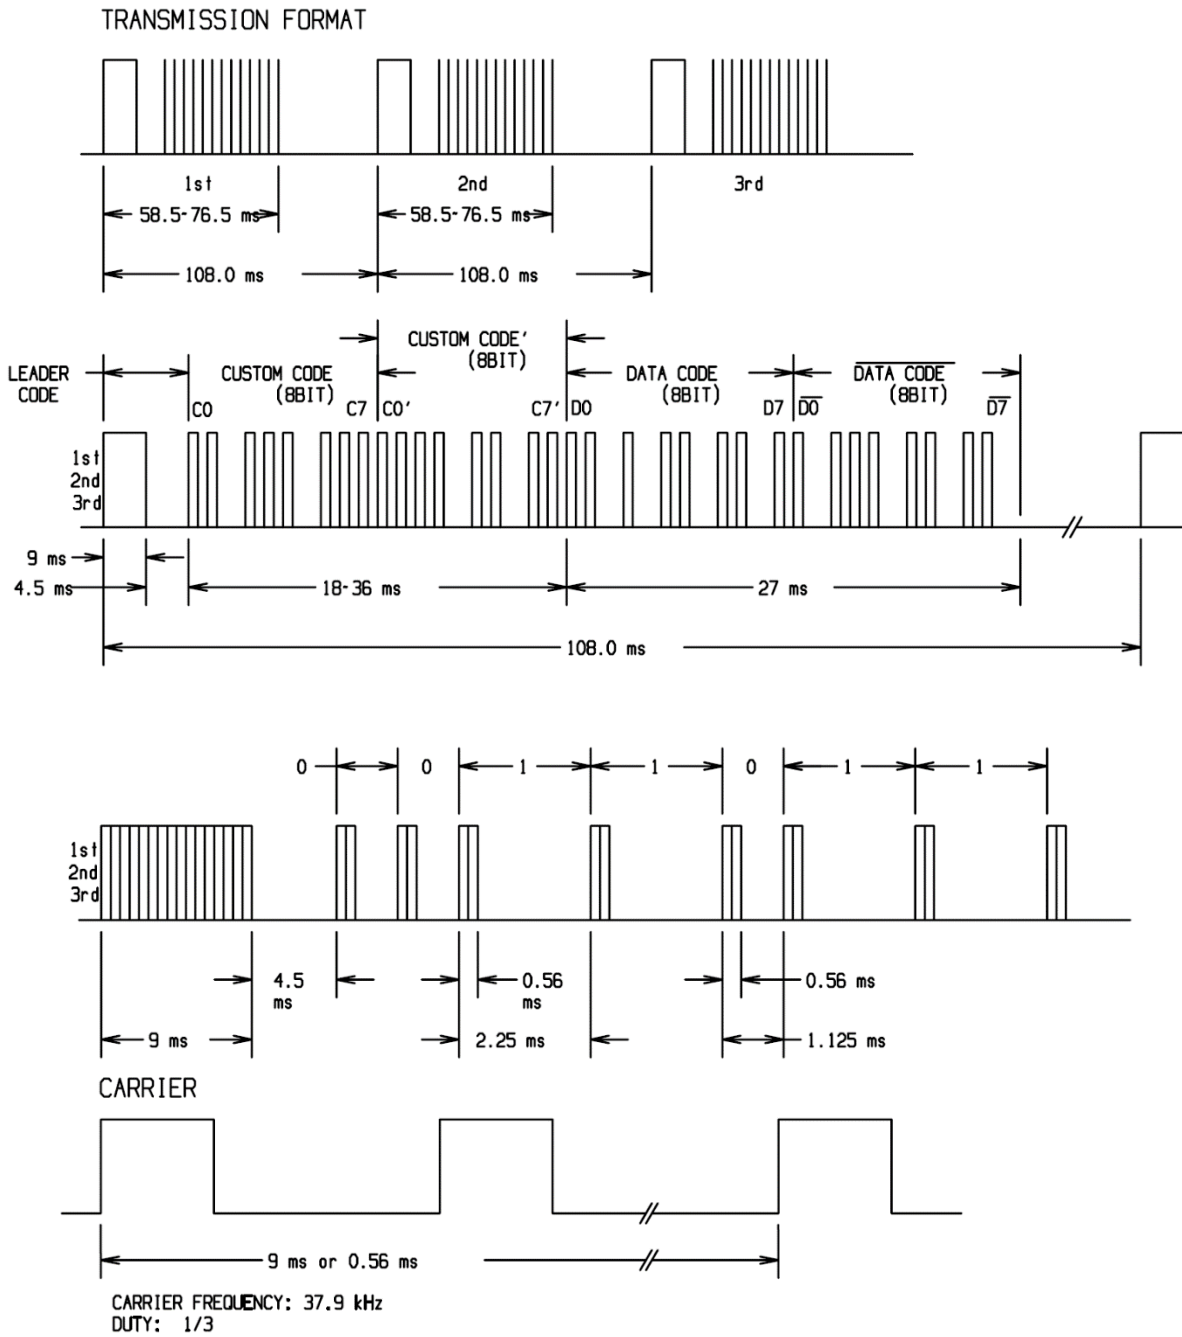 TRANSMISSION FORMAT
1st 2nd 3rd
58.5-76.5 ms 58.5-76.5 ms
108.0 ms 108.0 ms
CUSTOM CODE'
(8BIT)
LEADER
CODE
CUSTOM CODE
(8BIT)
DATA CODE
(8BIT)
DATA CODE
(8BIT)
C0 C7 C0' C7' D0 D7 D0 D7
1st
2nd
3rd
9 ms
4.5 ms 18-36 ms 27 ms
108.0 ms
0 0 1 1 0 1 1
1st
2nd
3rd
4.5
ms
0.56
ms
0.56 ms
9 ms 2.25 ms 1.125 ms
CARRIER
9 ms or 0.56 ms
CARRIER FREQUENCY: 37.9 kHz
DUTY: 1/3